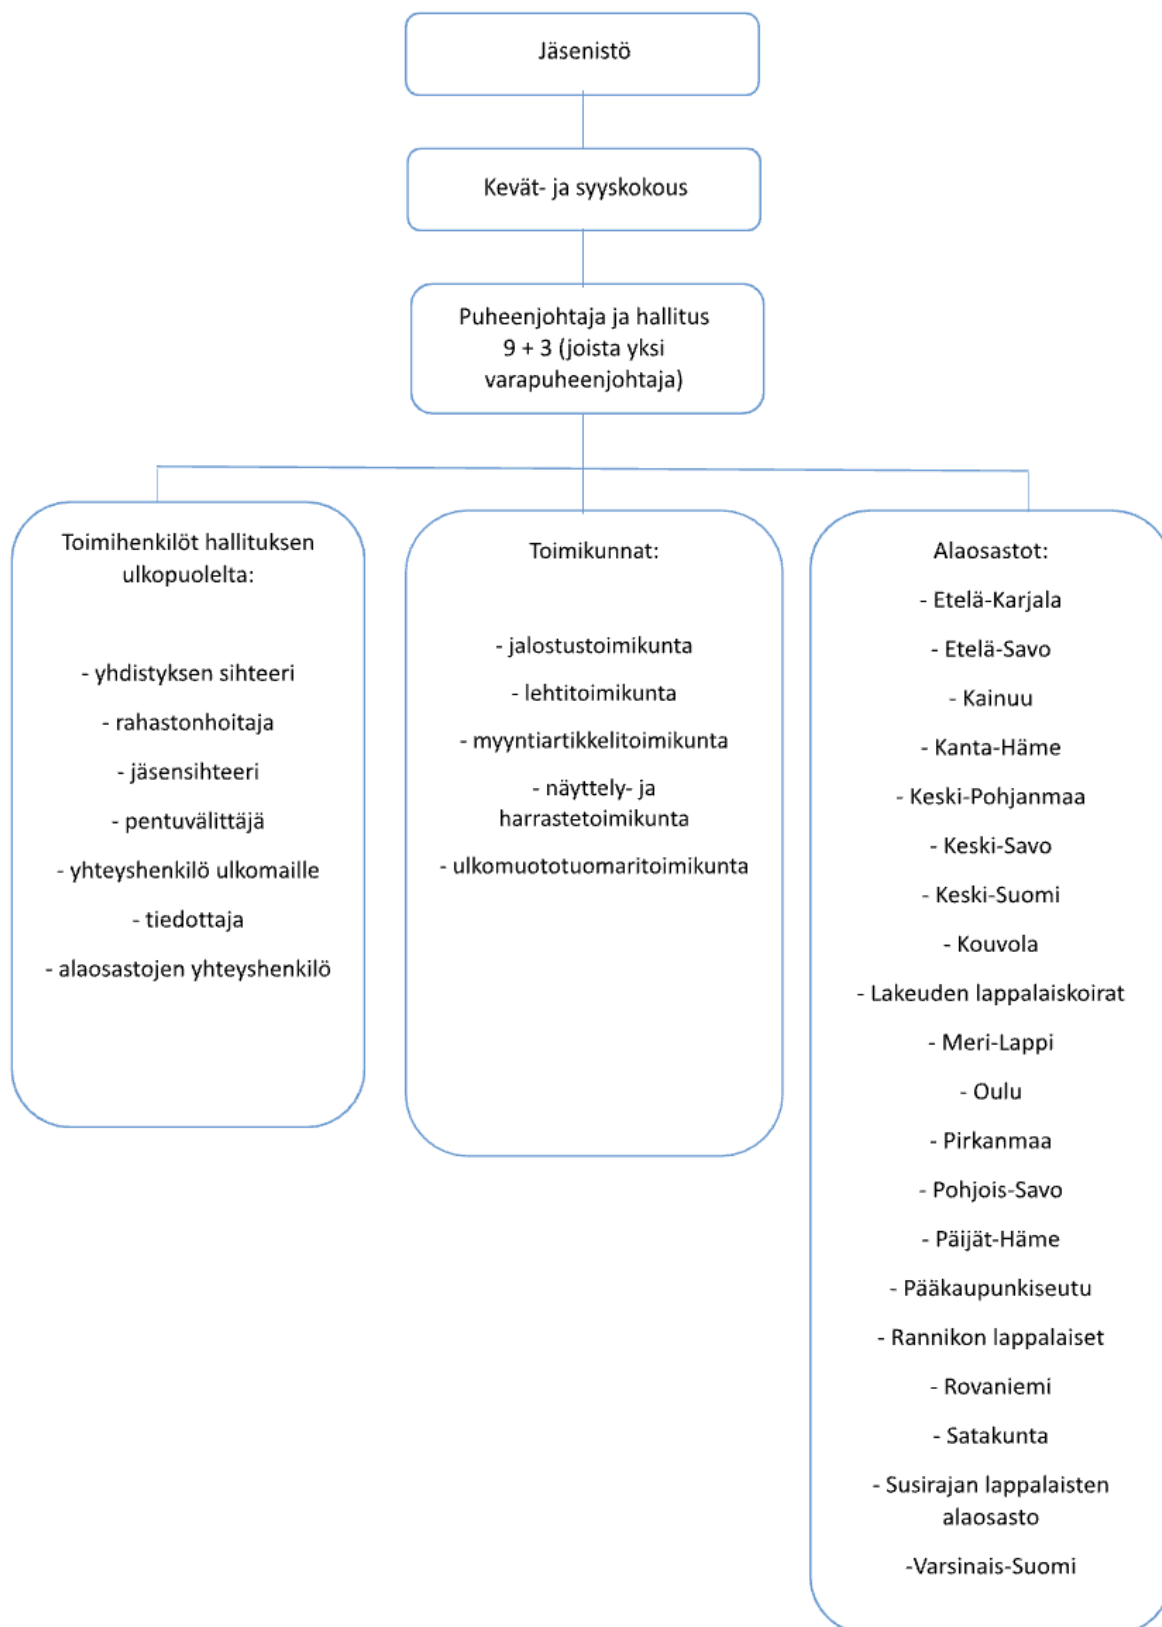 Jäsenistö
Kevät- ja syyskokous
Puheenjohtaja ja hallitus
9 + 3 (joista yksi
varapuheenjohtaja)
Toimihenkilöt hallituksen
ulkopuolelta:
- yhdistyksen sihteeri
- rahastonhoitaja
- jäsensihteeri
- pentuvälittäjä
- yhteyshenkilö ulkomaille
- tiedottaja
- alaosastojen yhteyshenkilö
Toimikunnat:
- jalostustoimikunta
- lehtitoimikunta
- myyntiartikkelitoimikunta
- näyttely- ja
harrastetoimikunta
- ulkomuototuomaritoimikunta
Alaosastot:
- Etelä-Karjala
- Etelä-Savo
- Kainuu
- Kanta-Häme
- Keski-Pohjanmaa
- Keski-Savo
- Keski-Suomi
- Kouvola
- Lakeuden lappalaiskoirat
- Meri-Lappi
- Oulu
- Pirkanmaa
- Pohjois-Savo
- Päijät-Häme
- Pääkaupunkiseutu
- Rannikon lappalaiset
- Rovaniemi
- Satakunta
- Susirajan lappalaisten
alaosasto
-Varsinais-Suomi